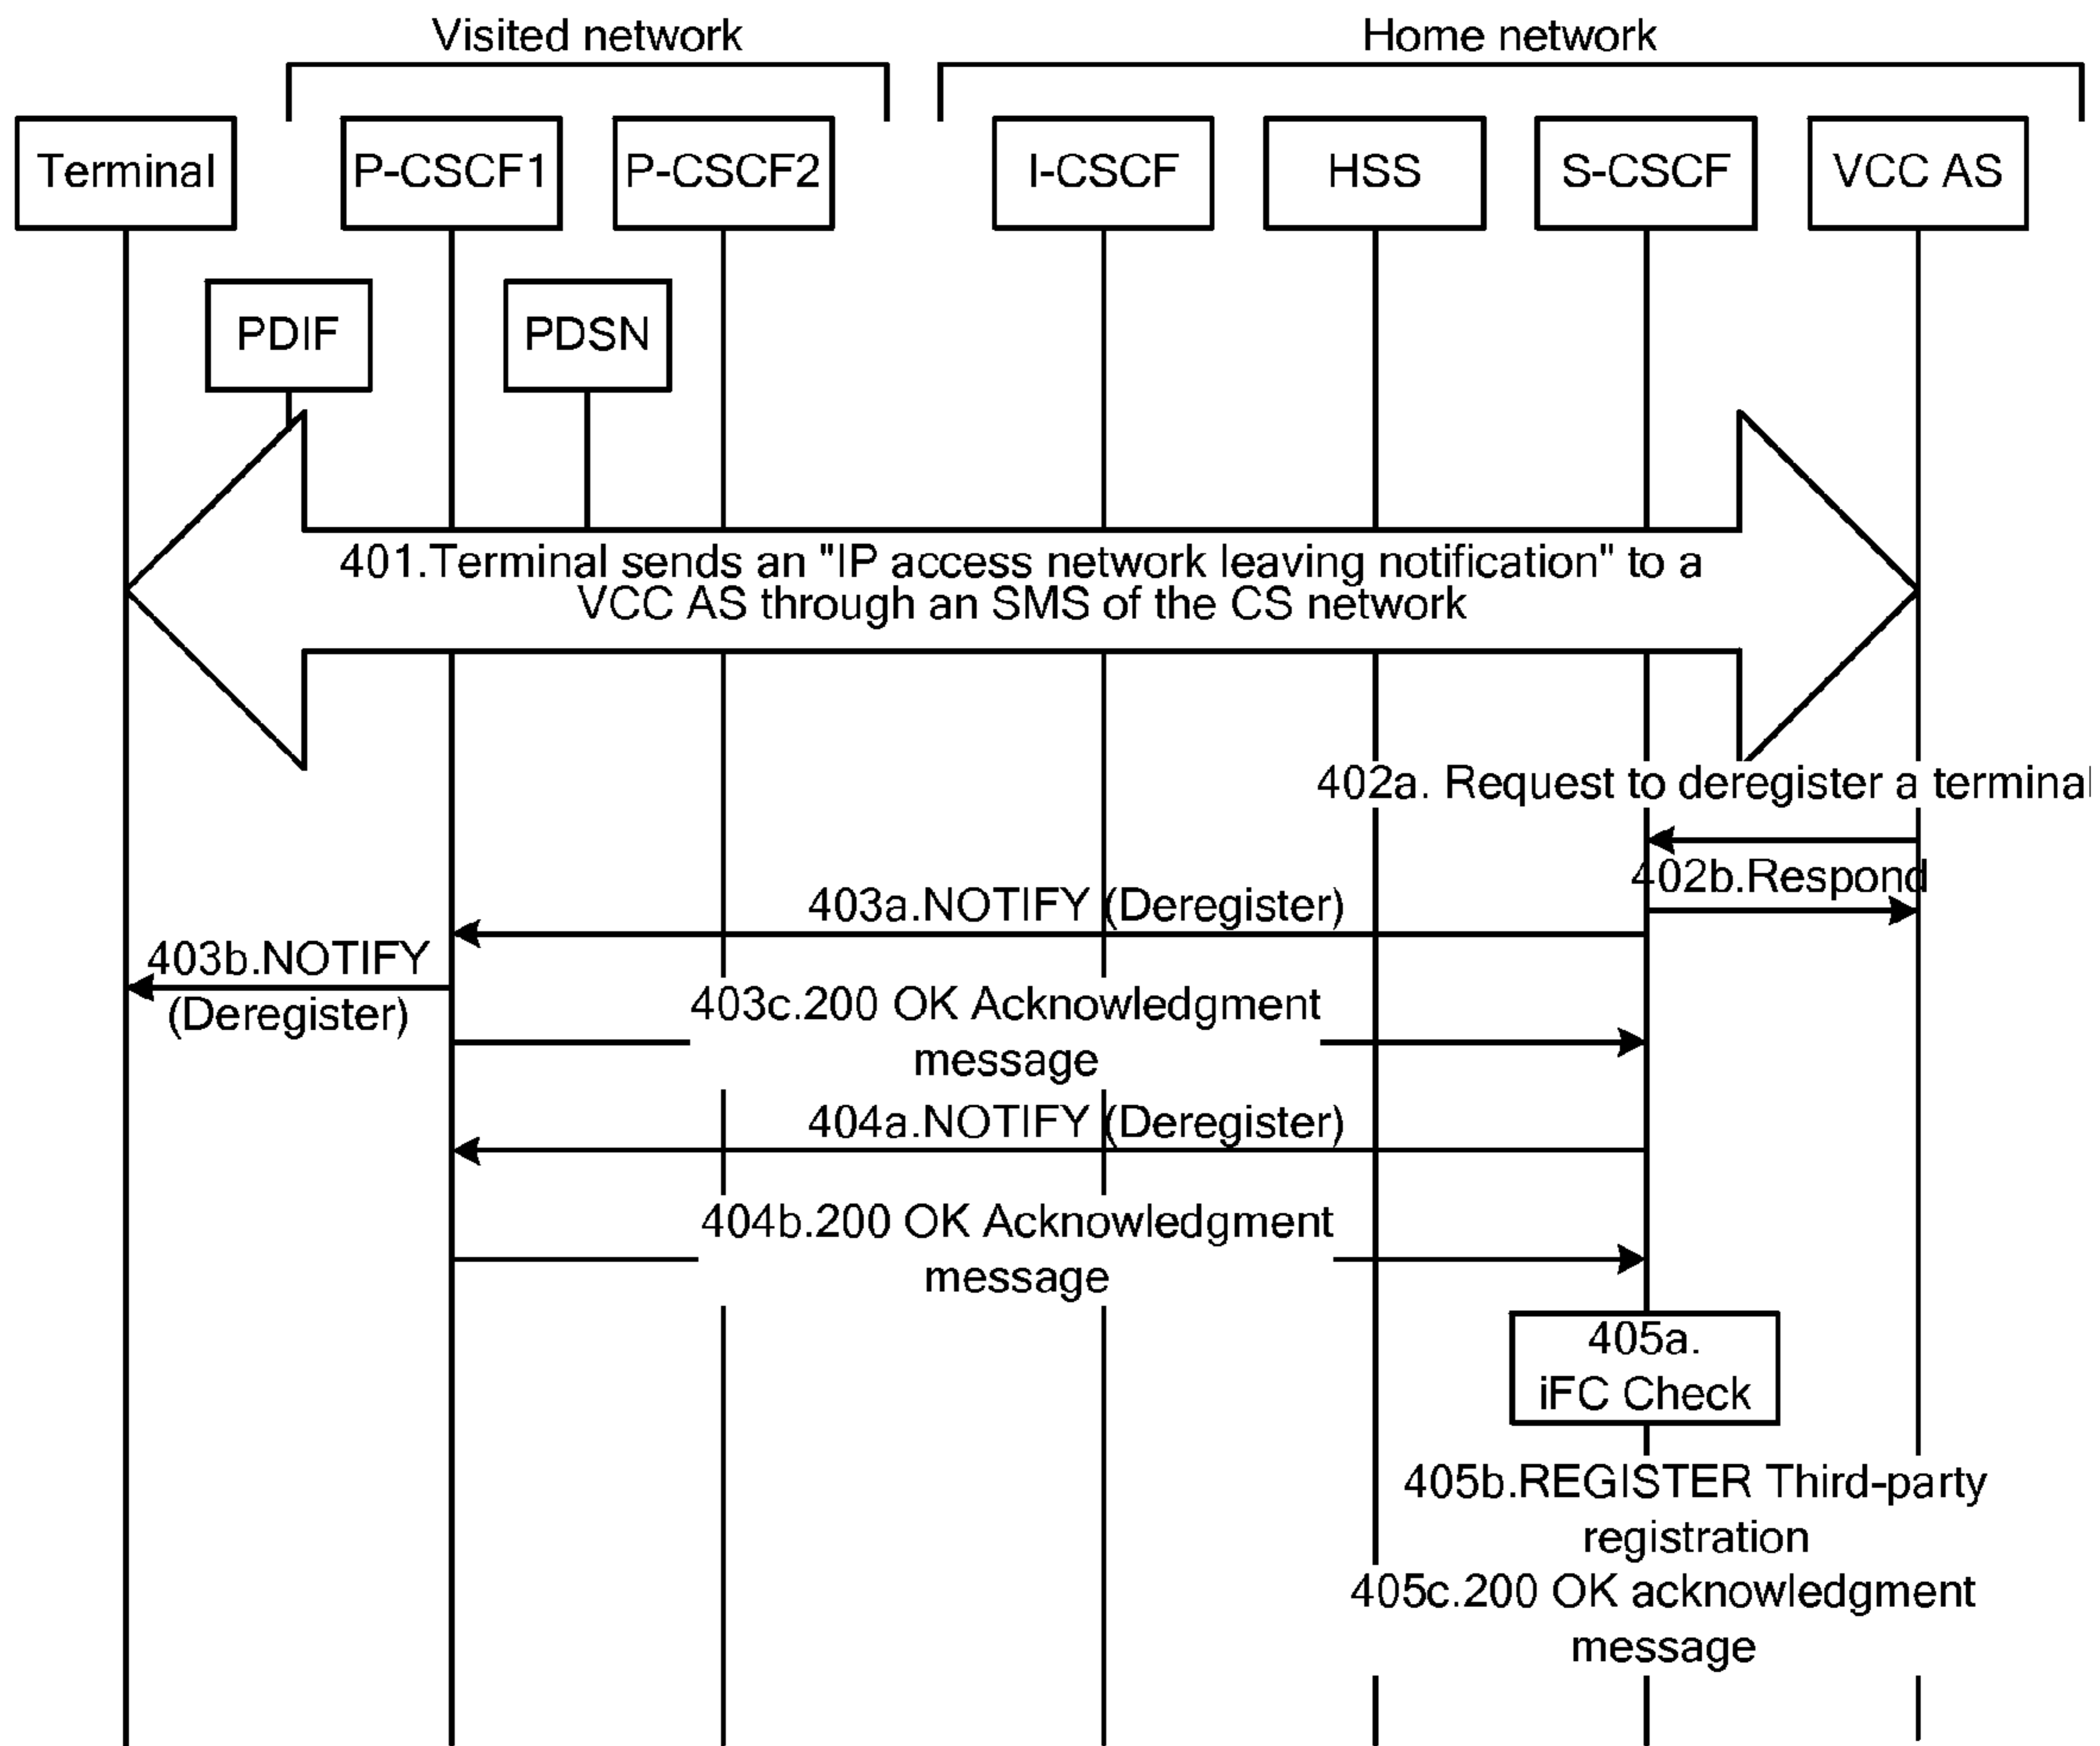 Visited network
Home network
Terminal
P-CSCF1
P-CSCF2
I-CSCF
HSS
S-CSCF
VCC AS
PDIF
PDSN
401.Terminal sends an "IP access network leaving notification" to a
VCC AS through an SMS of the CS network
402a. Request to deregister a terminal
402b.Respond
403a.NOTIFY (Deregister)
403b.NOTIFY
(Deregister)
403c.200 OK Acknowledgment
message
404a.NOTIFY (Deregister)
404b.200 OK Acknowledgment
message
405a.
iFC Check
405b.REGISTER Third-party
registration
405c.200 OK acknowledgment
message